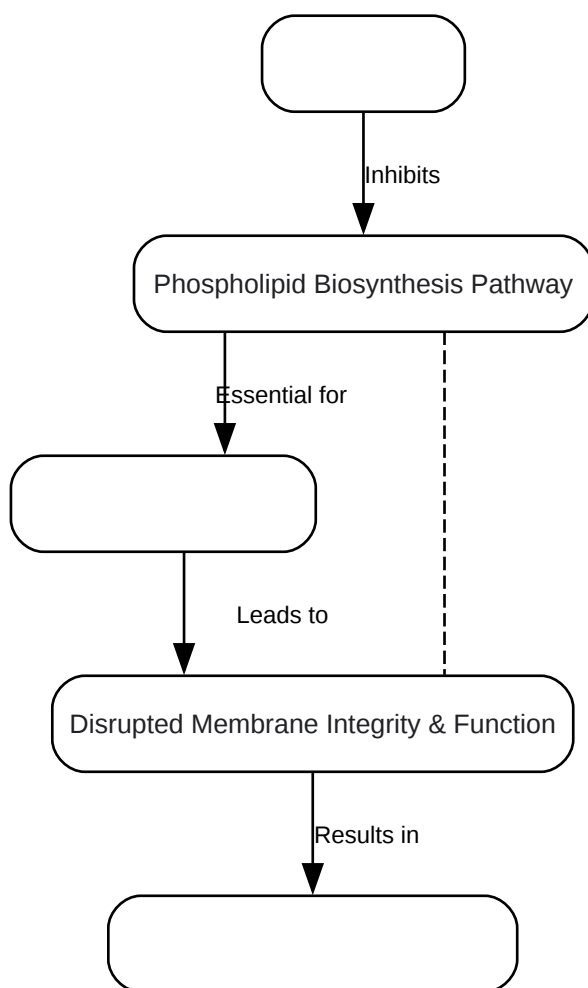 Inhibits
Phospholipid Biosynthesis Pathway
Essential for
Leads to
Disrupted Membrane Integrity & Function
Results in